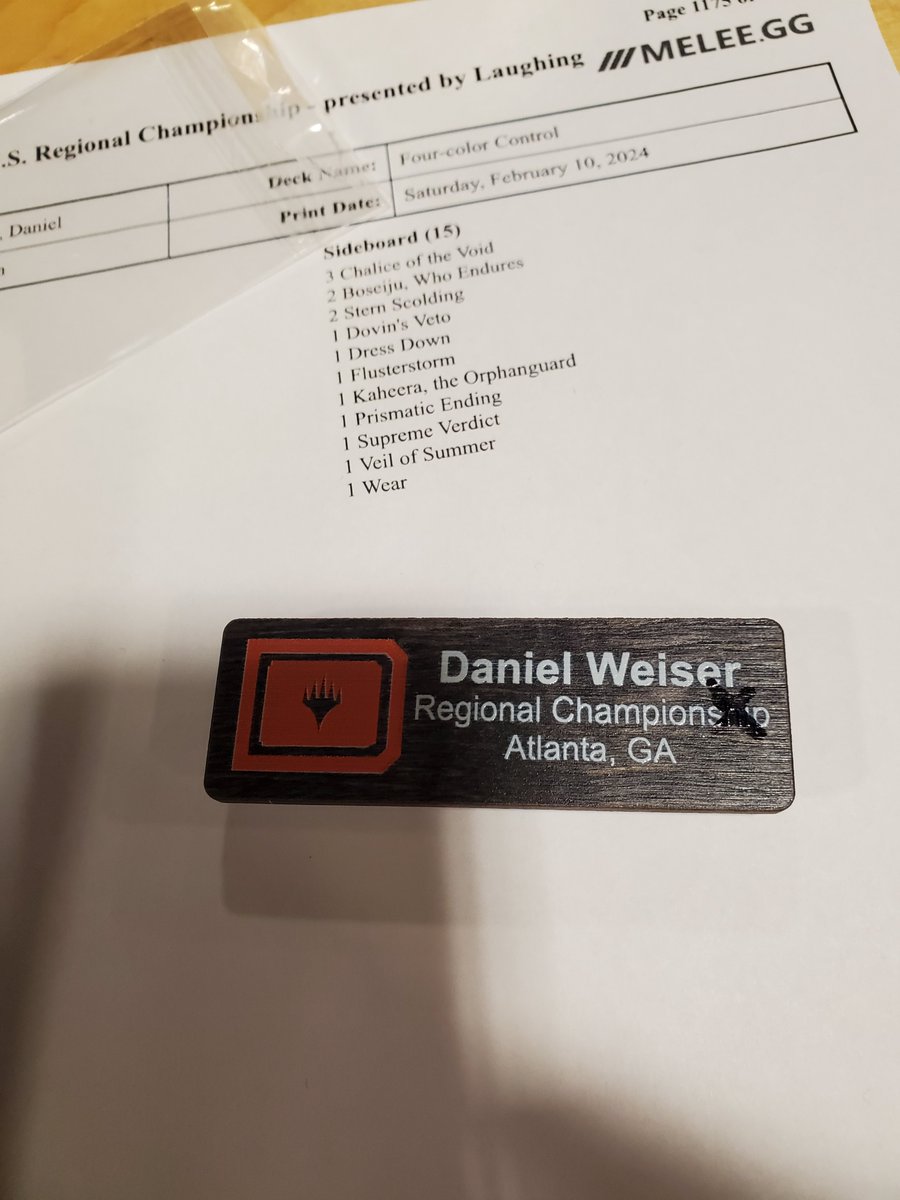 Page 1175
.S. Regional Championship - presented by Laughing
MELEE.GG
Deck Name: Four-color Control
, Daniel Print Date: Saturday, February 10, 2024
n
Sideboard (15)
3 Chalice of the Void
2 Boseiju, Who Endures
2 Stern Scolding
1 Dovin's Veto
1 Dress Down
1 Flusterstorm
1 Kaheera, the Orphanguard
1 Prismatic Ending
1 Supreme Verdict
1 Veil of Summer
1 Wear
Daniel Weiser
Regional Championship
Atlanta, GA